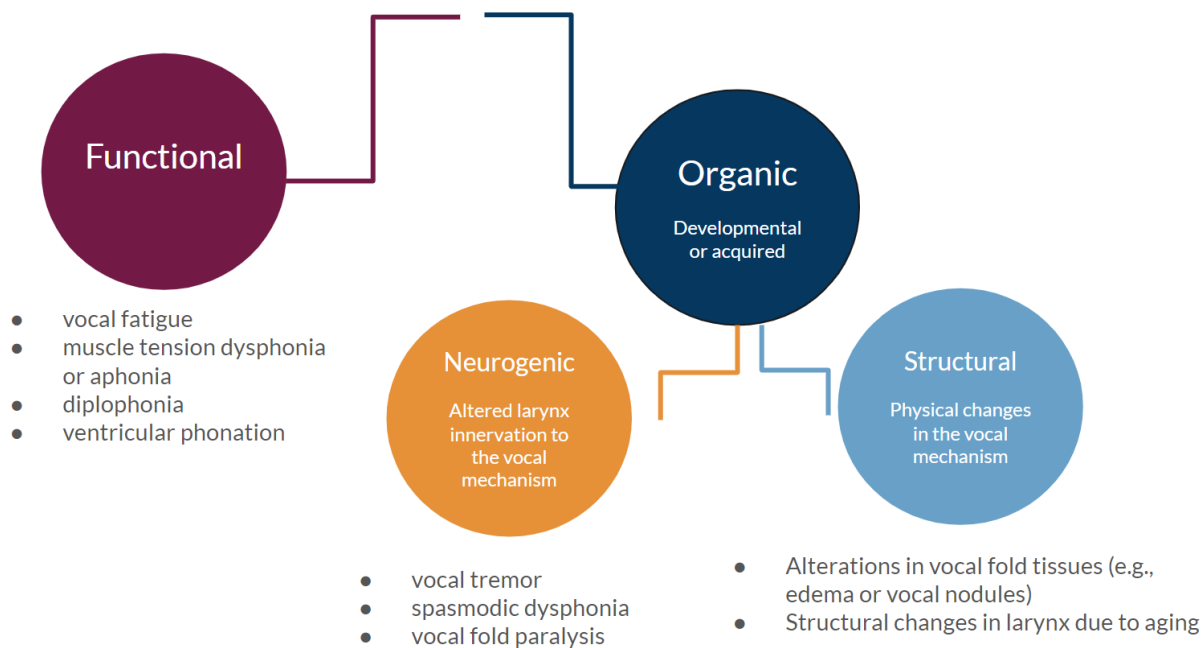 Functional
● vocal fatigue
● muscle tension dysphonia
or aphonia
● diplophonia
● ventricular phonation
Organic
Developmental
or acquired
Neurogenic
Altered larynx
innervation to
the vocal
mechanism
● vocal tremor
● spasmodic dysphonia
● vocal fold paralysis
Structural
Physical changes
in the vocal
mechanism
● Alterations in vocal fold tissues (e.g.,
edema or vocal nodules)
● Structural changes in larynx due to aging